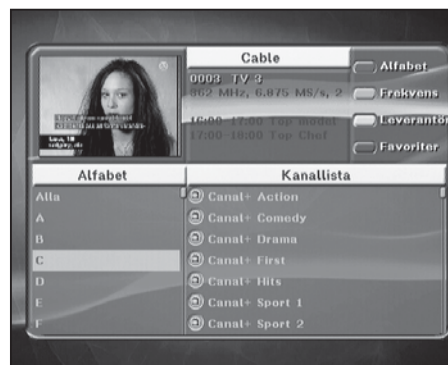 Cable
0003 TV 3
362 MHz, 6.875 MS/s, 2
16:00-17:00 Top model
17:00-18:00 Top Chef
Alfabet
Frekvens
Leverantör
Favoriter
Alfabet
Alla
A
B
C
D
E
F
Kanallista
Canal+ Action
Canal+ Comedy
Canal+ Drama
Canal+ First
Canal+ Hits
Canal+ Sport 1
Canal+ Sport 2